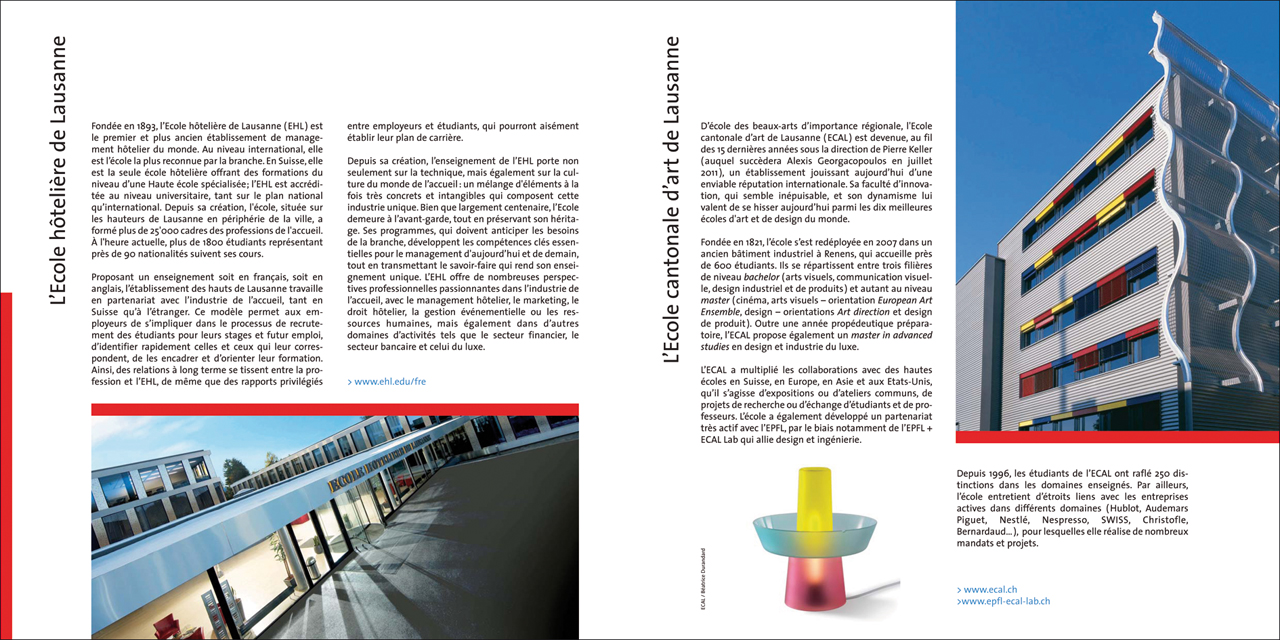 L'Ecole hôtelière de Lausanne
Fondée en 1893, l'Ecole hôtelière de Lausanne (EHL) est
le premier et plus ancien établissement de manage-
ment hôtelier du monde. Au niveau international, elle
est l'école la plus reconnue par la branche. En Suisse, elle
est la seule école hôtelière offrant des formations du
niveau d'une Haute école spécialisée; l'EHL est accrédi-
tée au niveau universitaire, tant sur le plan national
qu'international. Depuis sa création, l'école, située sur
les hauteurs de Lausanne en périphérie de la ville, a
formé plus de 25'000 cadres des professions de l'accueil.
À l'heure actuelle, plus de 1800 étudiants représentant
près de 90 nationalités suivent ses cours.
Proposant un enseignement soit en français, soit en
anglais, l'établissement des hauts de Lausanne travaille
en partenariat avec l'industrie de l'accueil, tant en
Suisse qu'à l'étranger. Ce modèle permet aux em-
ployeurs de s'impliquer dans le processus de recrute-
ment des étudiants pour leurs stages et futur emploi,
d'identifier rapidement celles et ceux qui leur corres-
pondent, de les encadrer et d'orienter leur formation.
Ainsi, des relations à long terme se tissent entre la pro-
fession et l'EHL, de même que des rapports privilégiés
entre employeurs et étudiants, qui pourront aisément
établir leur plan de carrière.
Depuis sa création, l'enseignement de l'EHL porte non
seulement sur la technique, mais également sur la cul-
ture du monde de l'accueil : un mélange d'éléments à la
fois très concrets et intangibles qui composent cette
industrie unique. Bien que largement centenaire, l'Ecole
demeure à l'avant-garde, tout en préservant son hérita-
ge. Ses programmes, qui doivent anticiper les besoins
de la branche, développent les compétences clés essen-
tielles pour le management d'aujourd'hui et de demain,
tout en transmettant le savoir-faire qui rend son ensei-
gnement unique. L'EHL offre de nombreuses perspec-
tives professionnelles passionnantes dans l'industrie de
l'accueil, avec le management hôtelier, le marketing, le
droit hôtelier, la gestion événementielle ou les res-
sources humaines, mais également dans d'autres
domaines d'activités tels que le secteur financier, le
secteur bancaire et celui du luxe.
> www.ehl.edu/fre
ECOLE HOTELIERE DE LAUSANNE
L'Ecole cantonale d'art de Lausanne
D'école des beaux-arts d'importance régionale, l'Ecole
cantonale d'art de Lausanne (ECAL) est devenue, au fil
des 15 dernières années sous la direction de Pierre Keller
(auquel succèdera Alexis Georgacopoulos en juillet
2011), un établissement jouissant aujourd'hui d'une
enviable réputation internationale. Sa faculté d'innova-
tion, qui semble inépuisable, et son dynamisme lui
valent de se hisser aujourd'hui parmi les dix meilleures
écoles d'art et de design du monde.
Fondée en 1821, l'école s'est redéployée en 2007 dans un
ancien bâtiment industriel à Renens, qui accueille près
de 600 étudiants. Ils se répartissent entre trois filières
de niveau bachelor (arts visuels, communication visuel-
le, design industriel et de produits) et autant au niveau
master (cinéma, arts visuels – orientation European Art
Ensemble, design – orientations Art direction et design
de produit). Outre une année propédeutique prépara-
toire, l'ECAL propose également un master in advanced
studies en design et industrie du luxe.
L'ECAL a multiplié les collaborations avec des hautes
écoles en Suisse, en Europe, en Asie et aux Etats-Unis,
qu'il s'agisse d'expositions ou d'ateliers communs, de
projets de recherche ou d'échange d'étudiants et de pro-
fesseurs. L'école a également développé un partenariat
très actif avec l'EPFL, par le biais notamment de l'EPFL +
ECAL Lab qui allie design et ingénierie.
ECAL / Béatrice Durandard
Depuis 1996, les étudiants de l'ECAL ont raflé 250 dis-
tinctions dans les domaines enseignés. Par ailleurs,
l'école entretient d'étroits liens avec les entreprises
actives dans différents domaines (Hublot, Audemars
Piguet, Nestlé, Nespresso, SWISS, Christofle,
Bernardaud…), pour lesquelles elle réalise de nombreux
mandats et projets.
> www.ecal.ch
>www.epfl-ecal-lab.ch